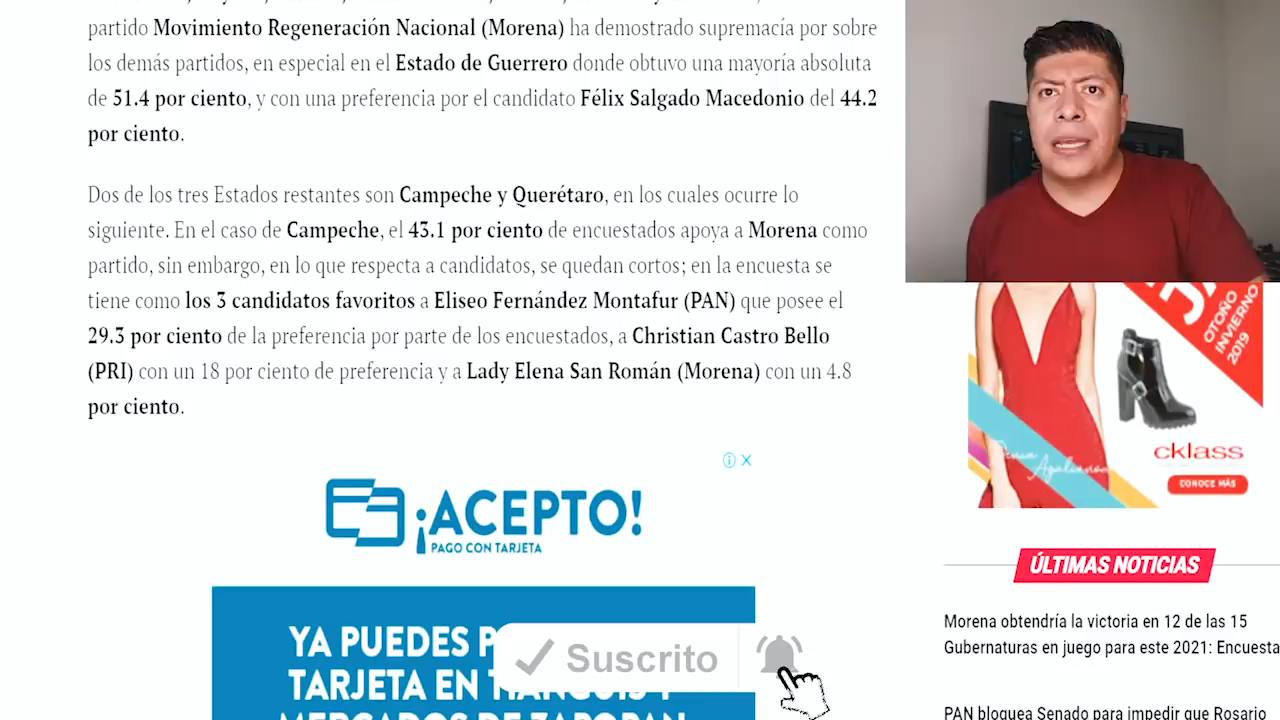 partido Movimiento Regeneración Nacional (Morena) ha demostrado supremacía por sobre
los demás partidos, en especial en el Estado de Guerrero donde obtuvo una mayoría absoluta
de 51.4 por ciento, y con una preferencia por el candidato Félix Salgado Macedonio del 44.2
por ciento.
Dos de los tres Estados restantes son Campeche y Querétaro, en los cuales ocurre lo
siguiente. En el caso de Campeche, el 43.1 por ciento de encuestados apoya a Morena como
partido, sin embargo, en lo que respecta a candidatos, se quedan cortos; en la encuesta se
tiene como los 3 candidatos favoritos a Eliseo Fernández Montafur (PAN) que posee el
29.3 por ciento de la preferencia por parte de los encuestados, a Christian Castro Bello
(PRI) con un 18 por ciento de preferencia y a Lady Elena San Román (Morena) con un 4.8
por ciento.
¡ACEPTO!
PAGO CON TARJETA
YA PUEDES
TARJETA EN
MERCADOS DE ZAPOPAN
Suscrito
OTOÑO
INVIERNO
2019
cklass
CONOCE MÁS
ÚLTIMAS NOTICIAS
Morena obtendría la victoria en 12 de las 15
Gubernaturas en juego para este 2021: Encuesta
PAN bloquea Senado para impedir que Rosario